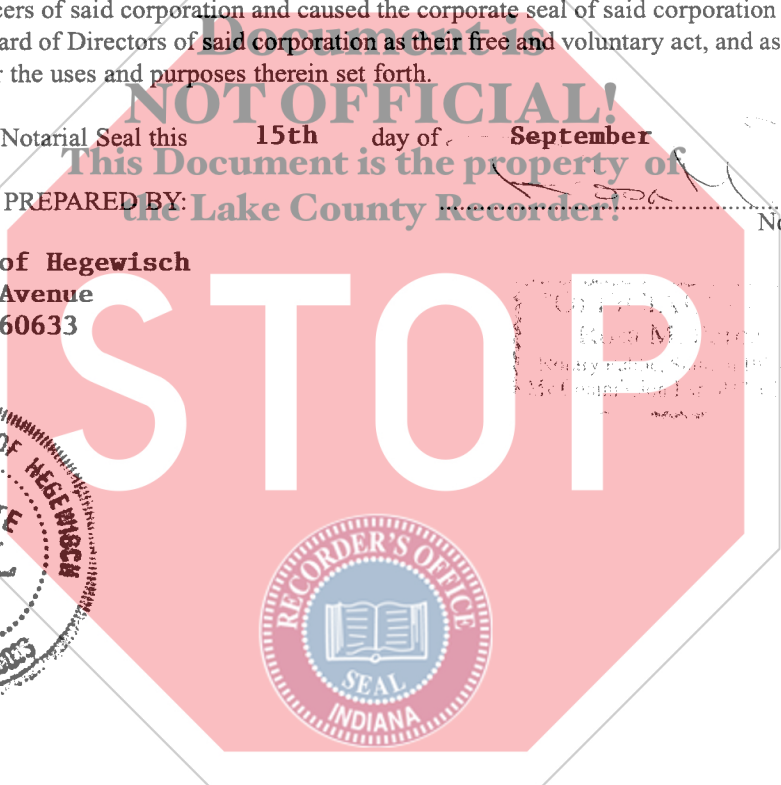 cers of said corporation and caused the corporate seal of said corporation
ard of Directors of said corporation as their free and voluntary act, and as
r the uses and purposes therein set forth.
Document is
NOT OFFICIAL!
Notarial Seal this 15th day of September
This Document is the property of
PREPARED BY:
the Lake County Recorder!
No
of Hegewisch
Avenue
60633
STOP
OF HEGEWISCH
RECORDER'S OFFICE
SEAL
INDIANA